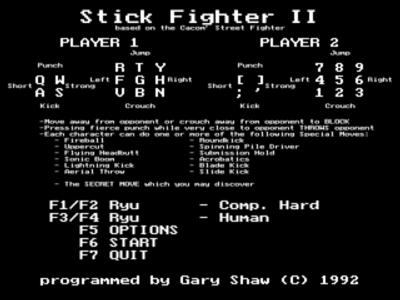 Stick Fighter II
based on the Cacom' Street Fighter
PLAYER 1 PLAYER 2
Jump Jump
Punch R T Y Punch 7 8 9
Short Q W Strong Left F G H Right Short [ ] Strong Left 4 5 6 Right
A S V B N ; ' 1 2 3
Kick Crouch Kick Crouch
-Move away from opponent or crouch away from opponent to BLOCK
-Pressing fierce punch while very close to opponent THROWS opponent
-Each character can do one or more of the following Special Moves:
- Fireball - Roundkick
- Uppercut - Spinning Pile Driver
- Flying Headbutt - Submission Hold
- Sonic Boom - Acrobatics
- Lightning Kick - Blade Kick
- Aerial Throw - Slide Kick
- The SECRET MOVE which you may discover
F1/F2 Ryu - Comp. Hard
F3/F4 Ryu - Human
F5 OPTIONS
F6 START
F7 QUIT
programmed by Gary Shaw (C) 1992